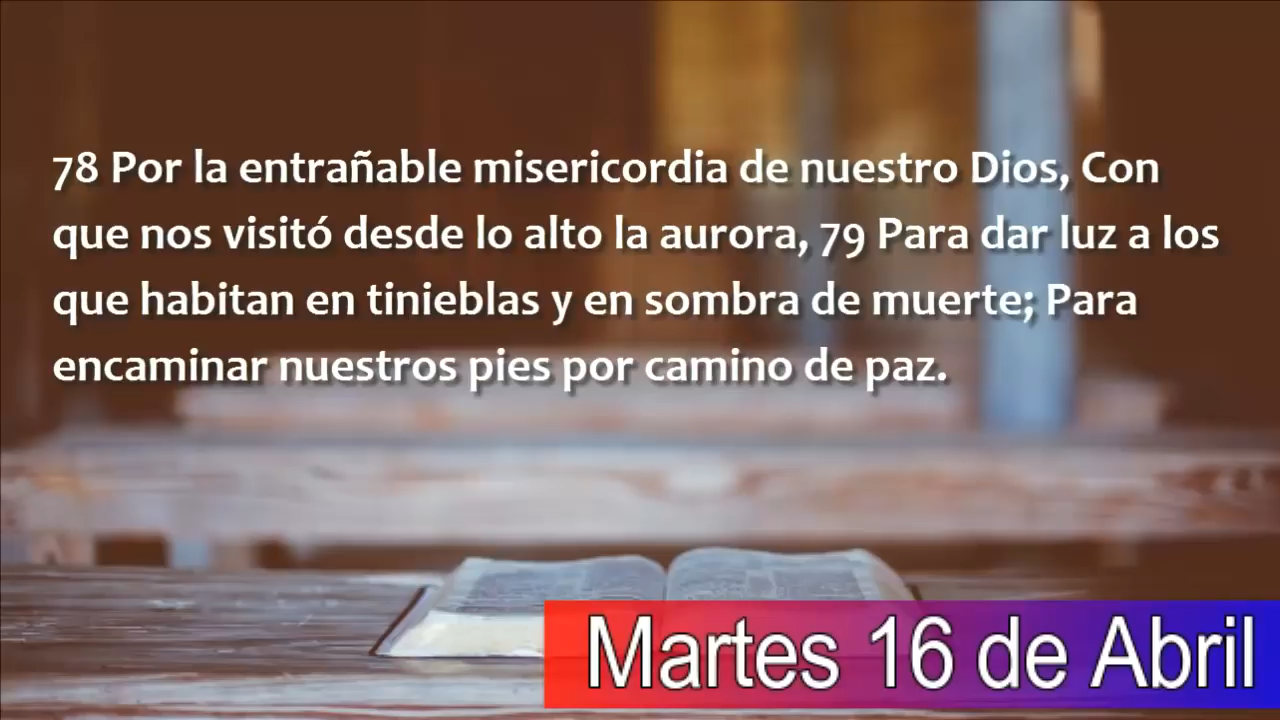 78 Por la entrañable misericordia de nuestro Dios, Con
que nos visitó desde lo alto la aurora, 79 Para dar luz a los
que habitan en tinieblas y en sombra de muerte; Para
encaminar nuestros pies por camino de paz.
Martes 16 de Abril